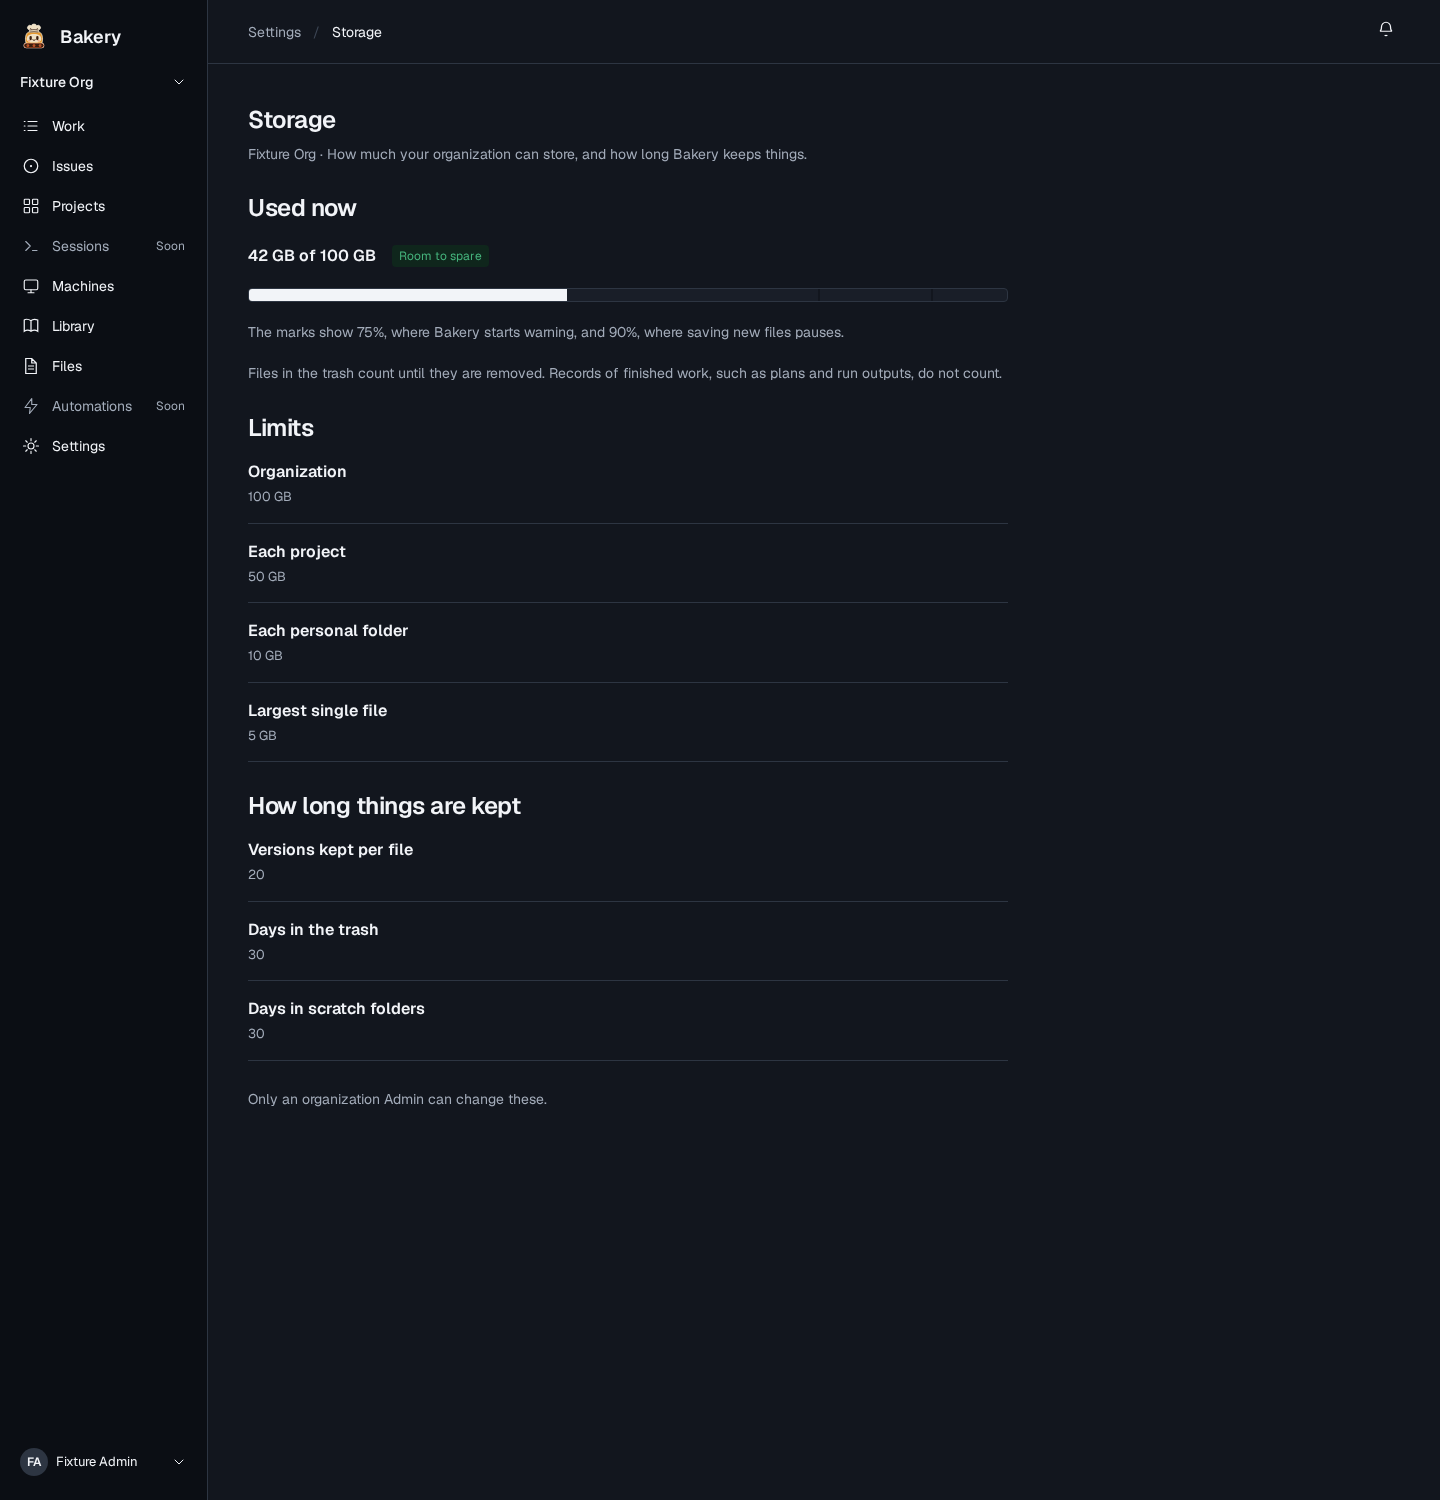 Bakery
Fixture Org
Work
Issues
Projects
Sessions Soon
Machines
Library
Files
Automations Soon
Settings
FA Fixture Admin
Settings / Storage
Storage
Fixture Org · How much your organization can store, and how long Bakery keeps things.
Used now
42 GB of 100 GB Room to spare
The marks show 75%, where Bakery starts warning, and 90%, where saving new files pauses.
Files in the trash count until they are removed. Records of finished work, such as plans and run outputs, do not count.
Limits
Organization
100 GB
Each project
50 GB
Each personal folder
10 GB
Largest single file
5 GB
How long things are kept
Versions kept per file
20
Days in the trash
30
Days in scratch folders
30
Only an organization Admin can change these.